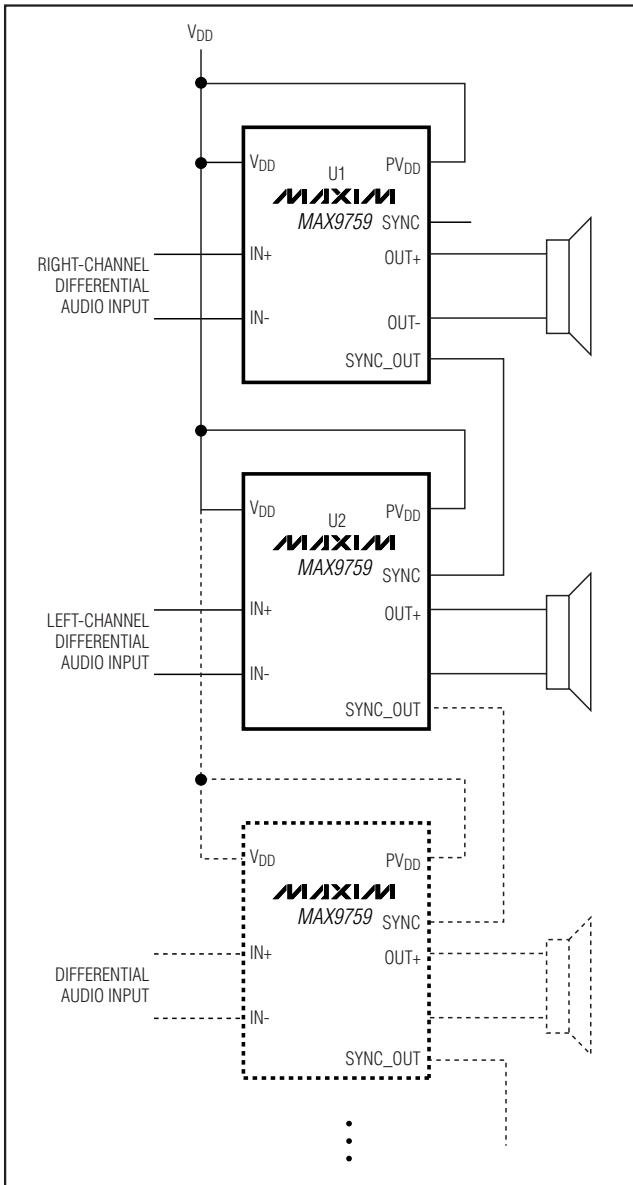 VDD
VDD
U1
PVDD
MAXIM
MAX9759
SYNC
RIGHT-CHANNEL
DIFFERENTIAL
AUDIO INPUT
IN+
OUT+
IN-
OUT-
SYNC_OUT
VDD
U2
PVDD
MAXIM
MAX9759
SYNC
LEFT-CHANNEL
DIFFERENTIAL
AUDIO INPUT
IN+
OUT+
IN-
SYNC_OUT
VDD
PVDD
MAXIM
MAX9759
SYNC
DIFFERENTIAL
AUDIO INPUT
IN+
OUT+
IN-
SYNC_OUT